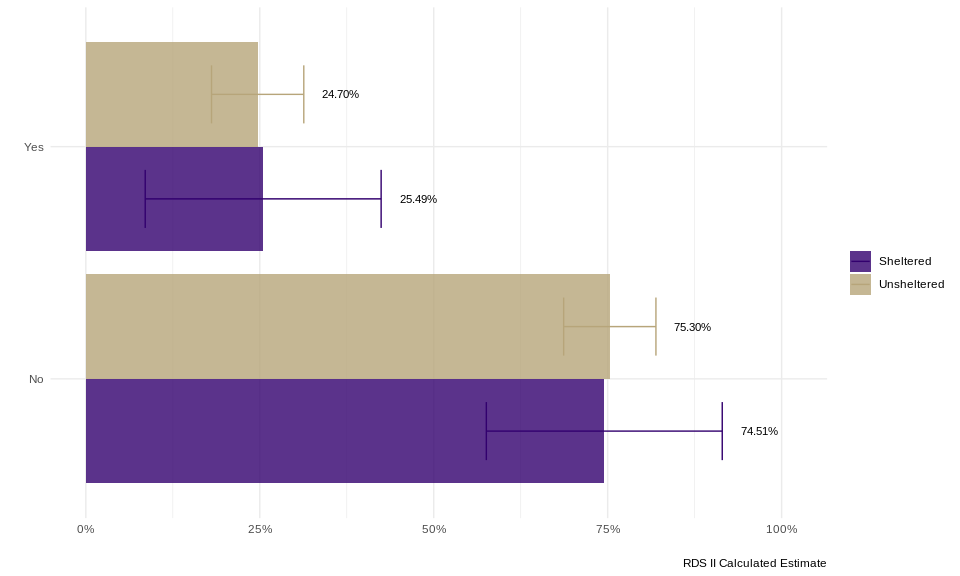 24.70%
Yes
25.49%
Sheltered
Unsheltered
75.30%
No
74.51%
0% 25% 50% 75% 100%
RDS II Calculated Estimate